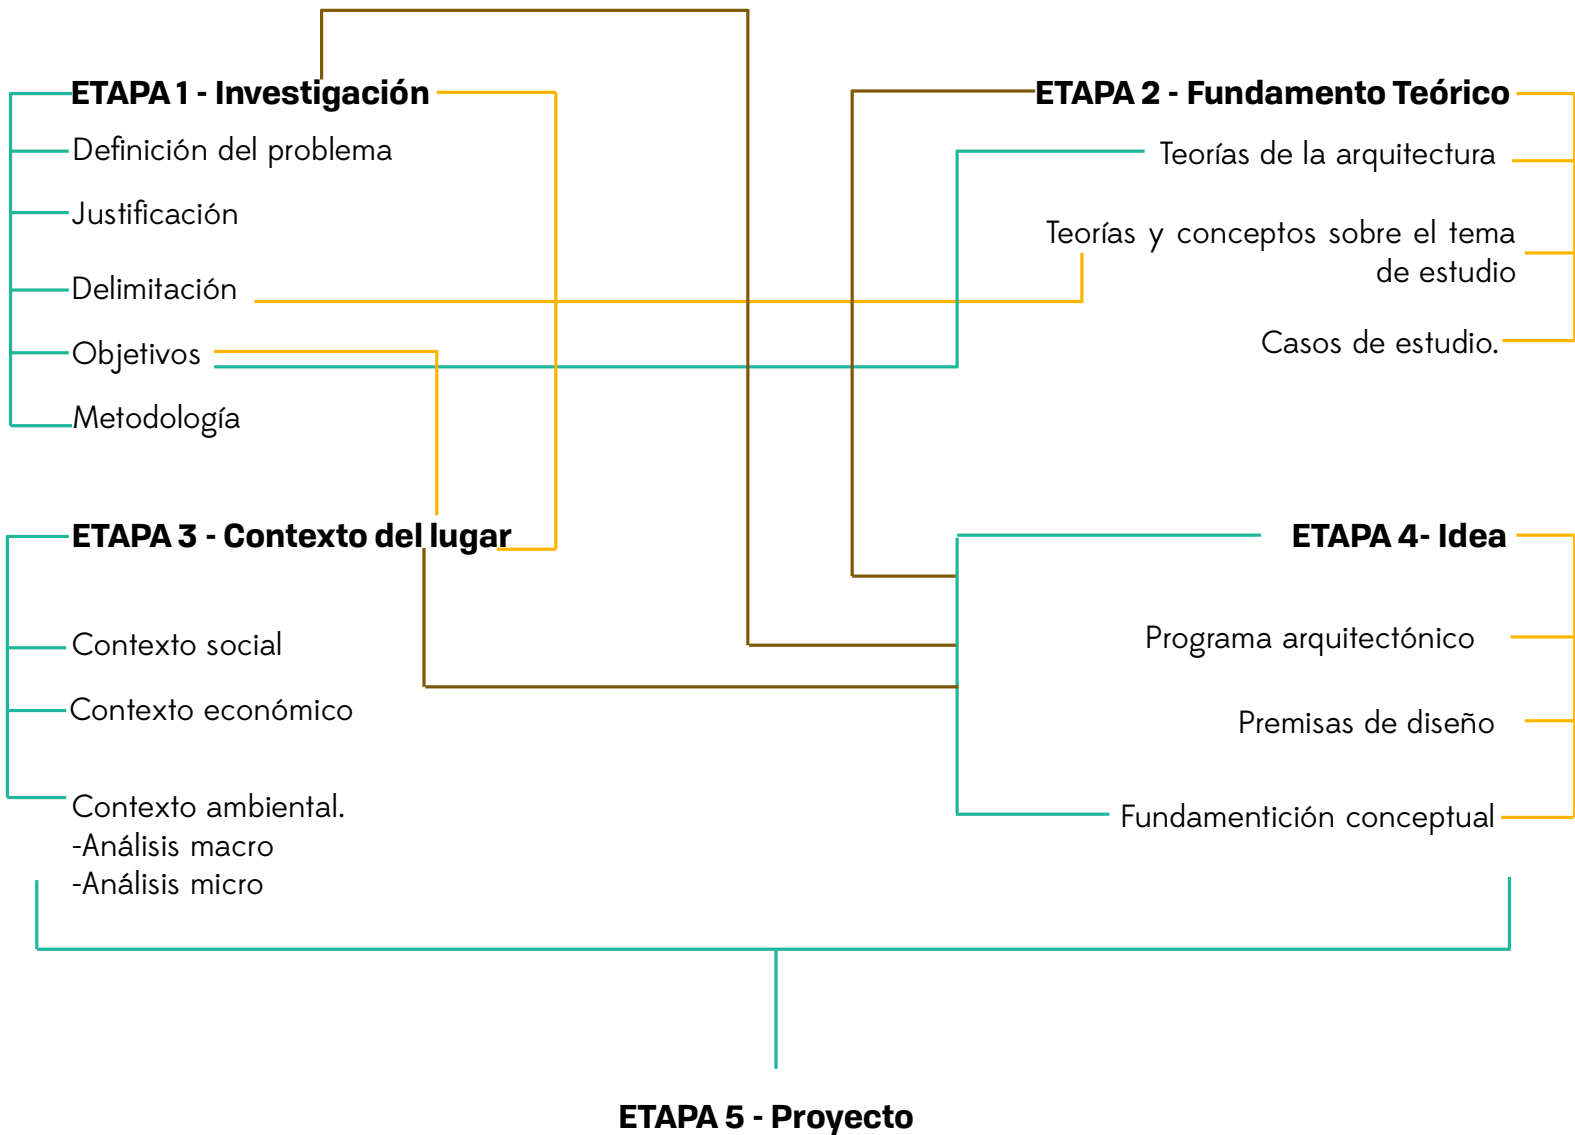 ETAPA 1 - Investigación
Definición del problema
Justificación
Delimitación
Objetivos
Metodología
ETAPA 2 - Fundamento Teórico
Teorías de la arquitectura
Teorías y conceptos sobre el tema
de estudio
Casos de estudio.
ETAPA 3 - Contexto del lugar
Contexto social
Contexto económico
Contexto ambiental.
-Análisis macro
-Análisis micro
ETAPA 4- Idea
Programa arquitectónico
Premisas de diseño
Fundamentición conceptual
ETAPA 5 - Proyecto